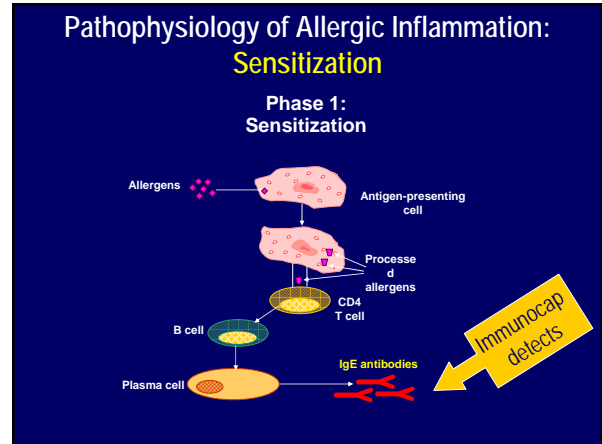 Pathophysiology of Allergic Inflammation:
Sensitization
Phase 1:
Sensitization
Allergens
Antigen-presenting
cell
Processe
d
allergens
CD4
T cell
B cell
Immunocap
detects
IgE antibodies
Plasma cell